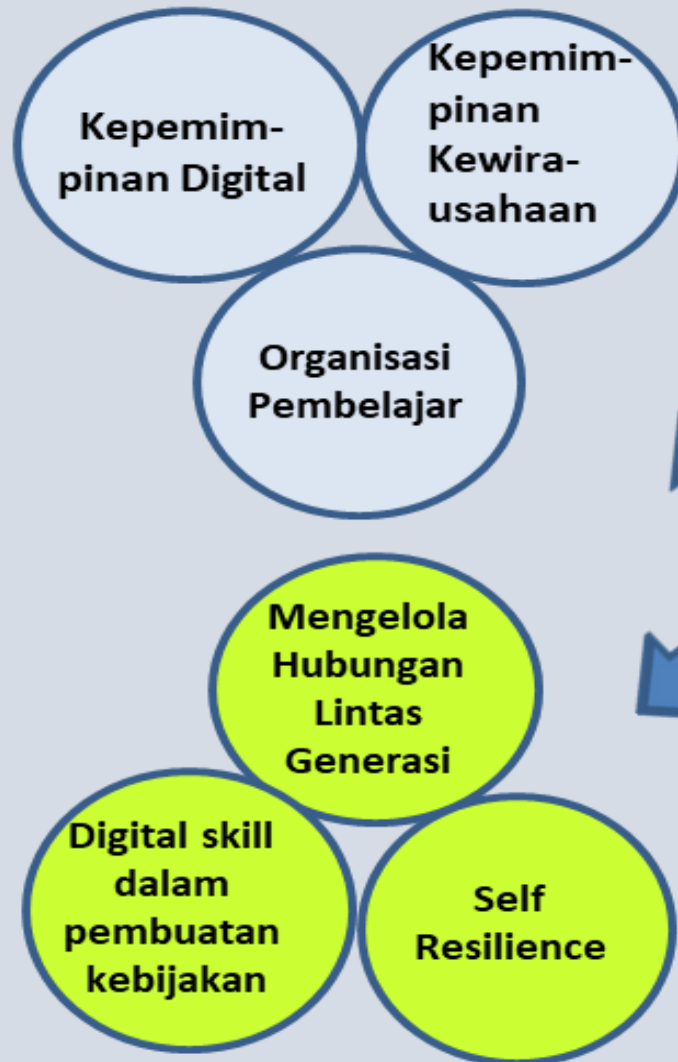 Kepemim-
pinan Digital
Kepemim-
pinan
Kewira-
usahaan
Organisasi
Pembelajar
Mengelola
Hubungan
Lintas
Generasi
Digital skill
dalam
pembuatan
kebijakan
Self
Resilience